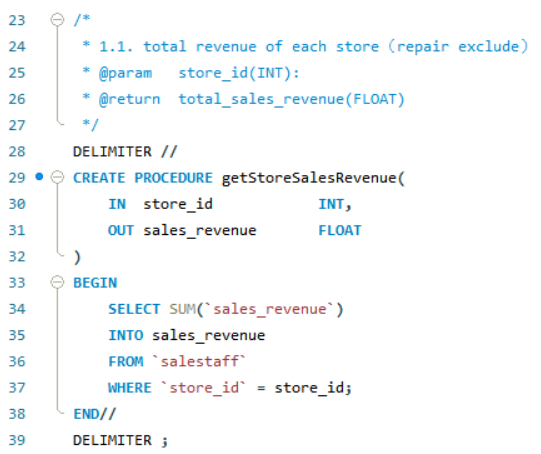 23 /*
24  * 1.1. total revenue of each store (repair exclude)
25  * @param   store_id(INT):
26  * @return  total_sales_revenue(FLOAT)
27  */
28 DELIMITER //
29 CREATE PROCEDURE getStoreSalesRevenue(
30     IN  store_id            INT,
31     OUT sales_revenue       FLOAT
32 )
33 BEGIN
34     SELECT SUM(`sales_revenue`)
35     INTO sales_revenue
36     FROM `salestaff`
37     WHERE `store_id` = store_id;
38 END//
39 DELIMITER ;